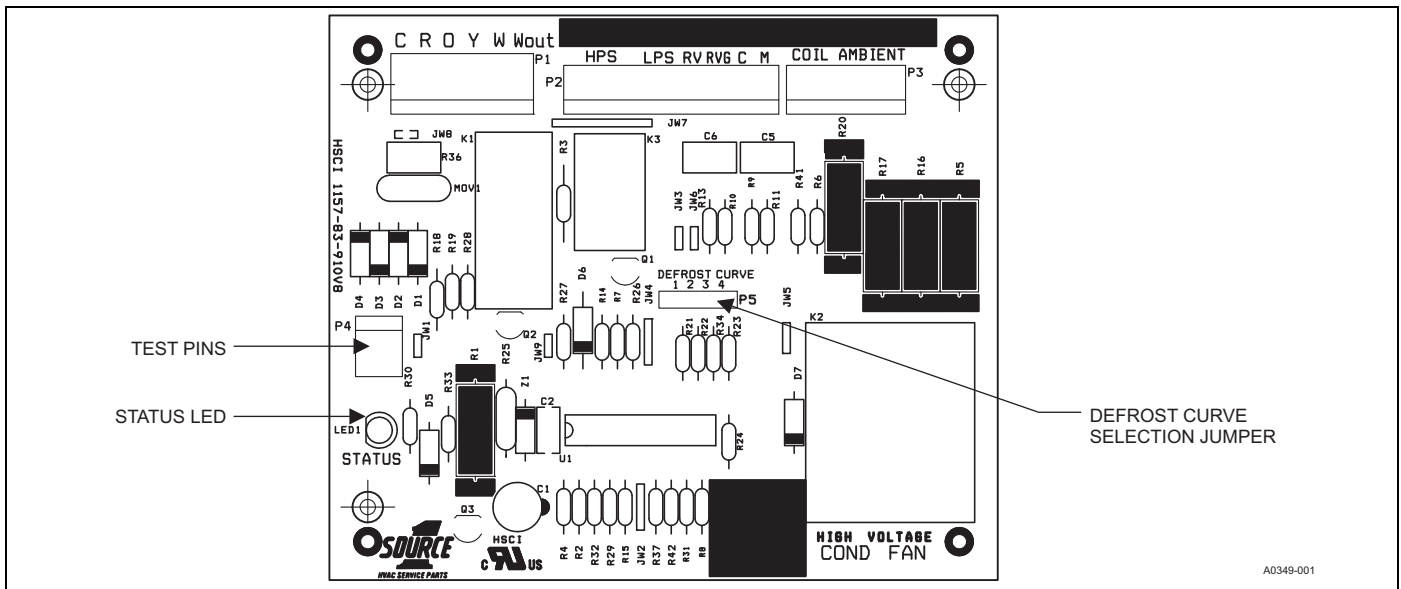 C R O Y W Wout
P1
HPS LPS RV RVG C M
P2
COIL AMBIENT
P3
JW7
JW8
R36
K1
R3
K3
C6
C5
R20
HSCI 1157-83-910VB
MOV1
JW3
JW6
R13
R10
R9
R11
R41
R6
R17
R16
R5
R18
R19
R28
Q1
D4
D3
D2
D1
D6
DEFROST CURVE
1 2 3 4
P5
P4
JW1
Q2
JW9
R27
R14
R7
R26
JW4
R21
R22
R34
R23
JW5
K2
TEST PINS
R30
R33
R1
R25
Z1
C2
D7
STATUS LED
LED1
D5
STATUS
U1
R24
DEFROST CURVE
SELECTION JUMPER
C1
Q3
R4
R2
R32
R29
R15
JW2
R37
R42
R31
R8
1
SOURCE
HVAC SERVICE PARTS
HSCI
C US
HIGH VOLTAGE
COND FAN
A0349-001